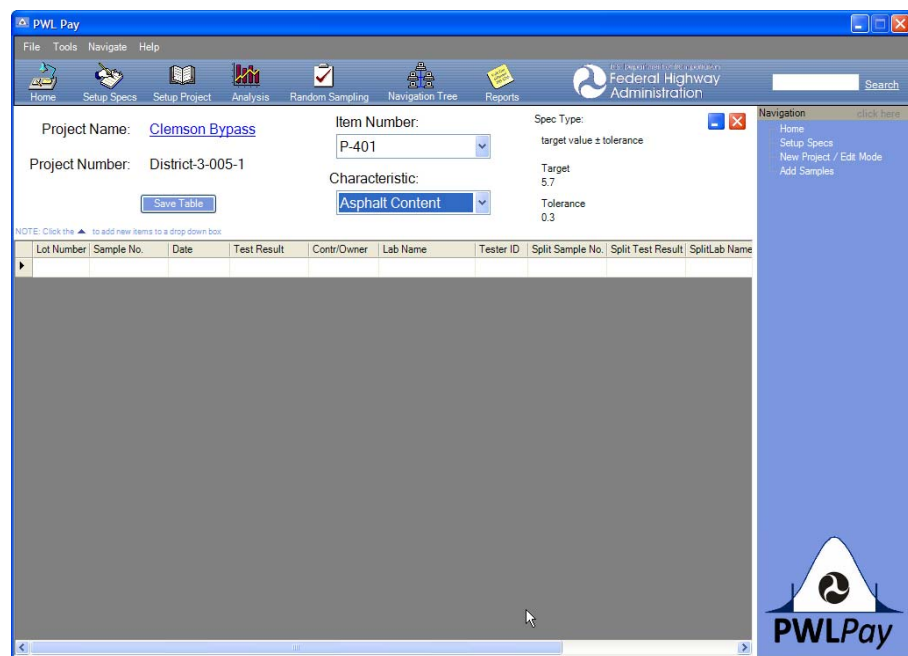 PWL Pay
File Tools Navigate Help
Home Setup Specs Setup Project Analysis Random Sampling Navigation Tree Reports
U.S. Department of Transportation
Federal Highway
Administration
Search
Project Name: Clemson Bypass
Project Number: District-3-005-1
Save Table
NOTE: Click the ▲ to add new items to a drop down box
Item Number:
P-401
Characteristic:
Asphalt Content
Spec Type:
target value ± tolerance
Target
5.7
Tolerance
0.3
Navigation click here
Home
Setup Specs
New Project / Edit Mode
Add Samples
Lot Number Sample No. Date Test Result Contr/Owner Lab Name Tester ID Split Sample No. Split Test Result SplitLab Name
PWLPay